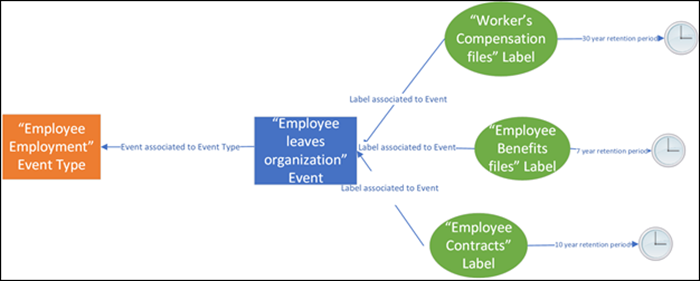 “Worker’s
Compensation
files” Label
30 year retention period
Label associated to Event
“Employee
Employment”
Event Type
Event associated to Event Type
“Employee
leaves
organization”
Event
Label associated to Event
“Employee
Benefits
files” Label
7 year retention period
Label associated to Event
“Employee
Contracts”
Label
10 year retention period